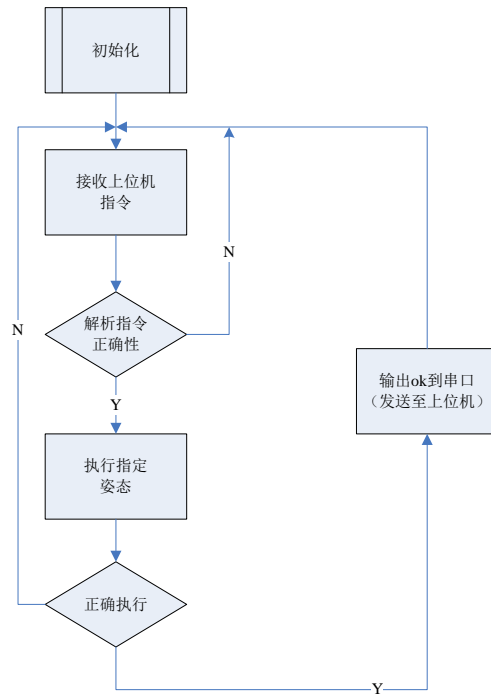 初始化
接收上位机
指令
N
解析指令
正确性
N
Y
输出ok到串口
（发送至上位机）
执行指定
姿态
正确执行
Y